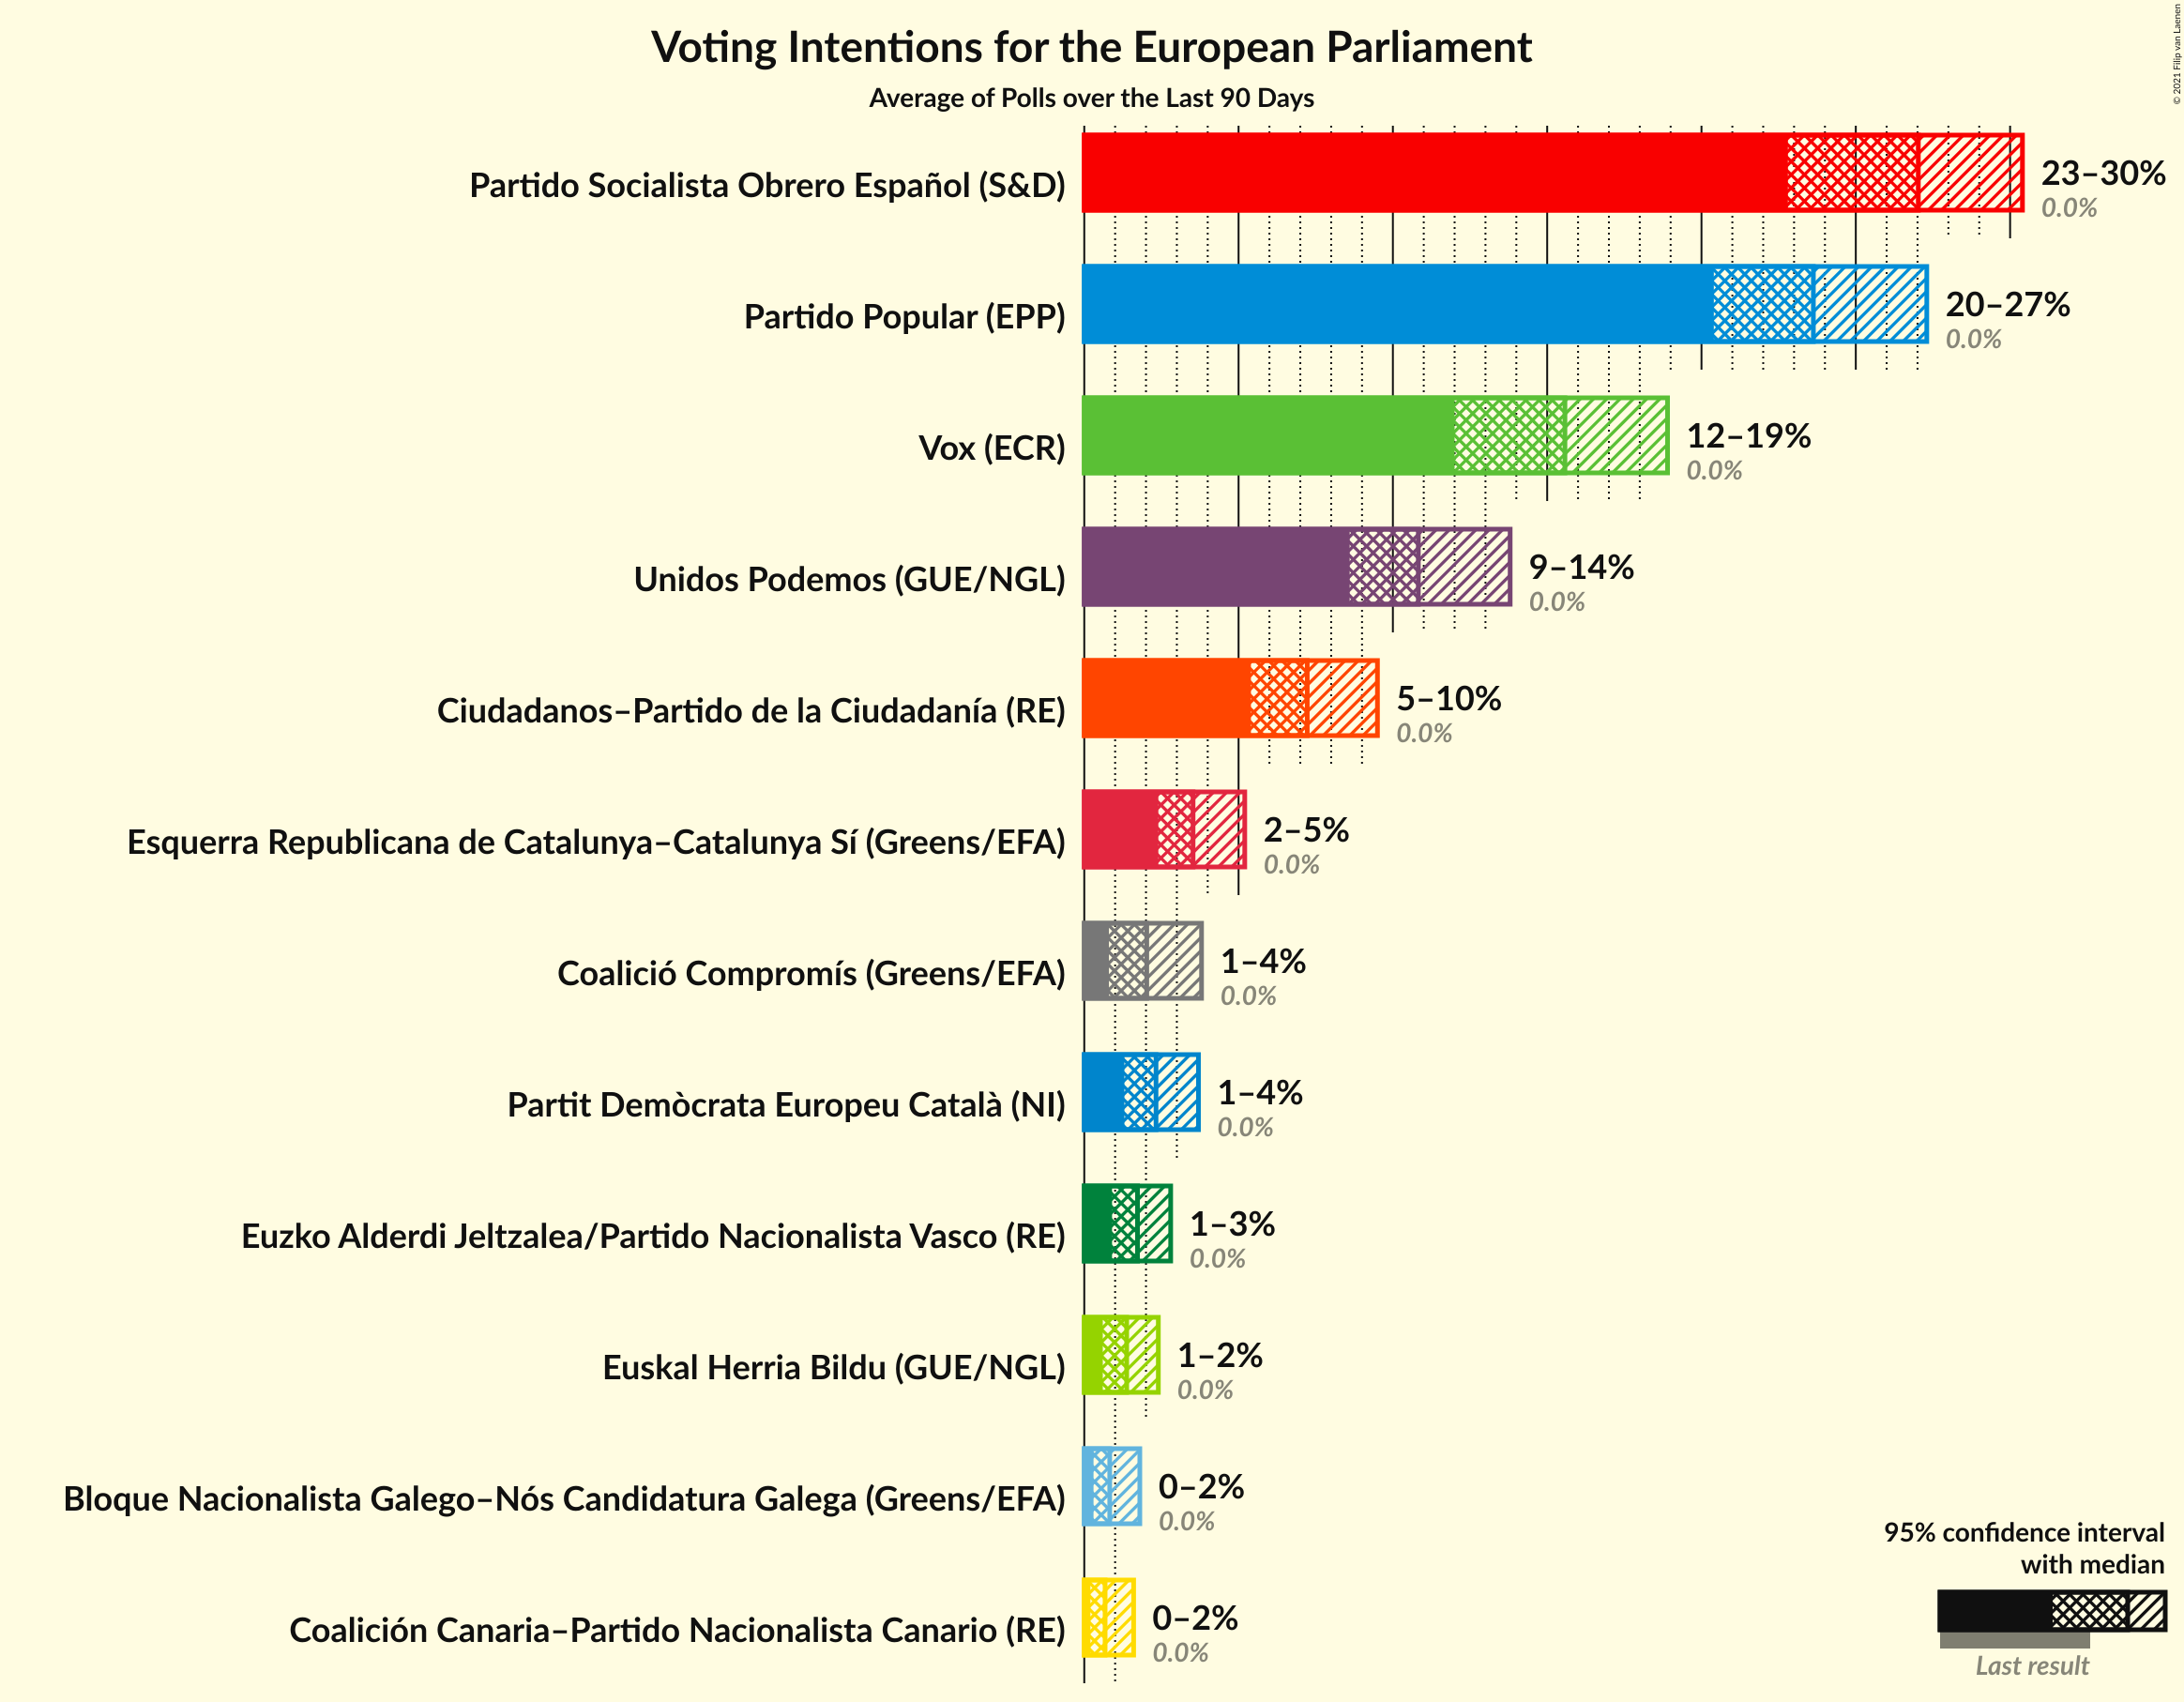 Voting Intentions for the European Parliament
Average of Polls over the Last 90 Days
© 2021 Filip van Laenen
Partido Socialista Obrero Español (S&D)
23–30%
0.0%
Partido Popular (EPP)
20–27%
0.0%
Vox (ECR)
12–19%
0.0%
Unidos Podemos (GUE/NGL)
9–14%
0.0%
Ciudadanos–Partido de la Ciudadanía (RE)
5–10%
0.0%
Esquerra Republicana de Catalunya–Catalunya Sí (Greens/EFA)
2–5%
0.0%
Coalició Compromís (Greens/EFA)
1–4%
0.0%
Partit Demòcrata Europeu Català (NI)
1–4%
0.0%
Euzko Alderdi Jeltzalea/Partido Nacionalista Vasco (RE)
1–3%
0.0%
Euskal Herria Bildu (GUE/NGL)
1–2%
0.0%
Bloque Nacionalista Galego–Nós Candidatura Galega (Greens/EFA)
0–2%
0.0%
Coalición Canaria–Partido Nacionalista Canario (RE)
0–2%
0.0%
95% confidence interval
with median
Last result